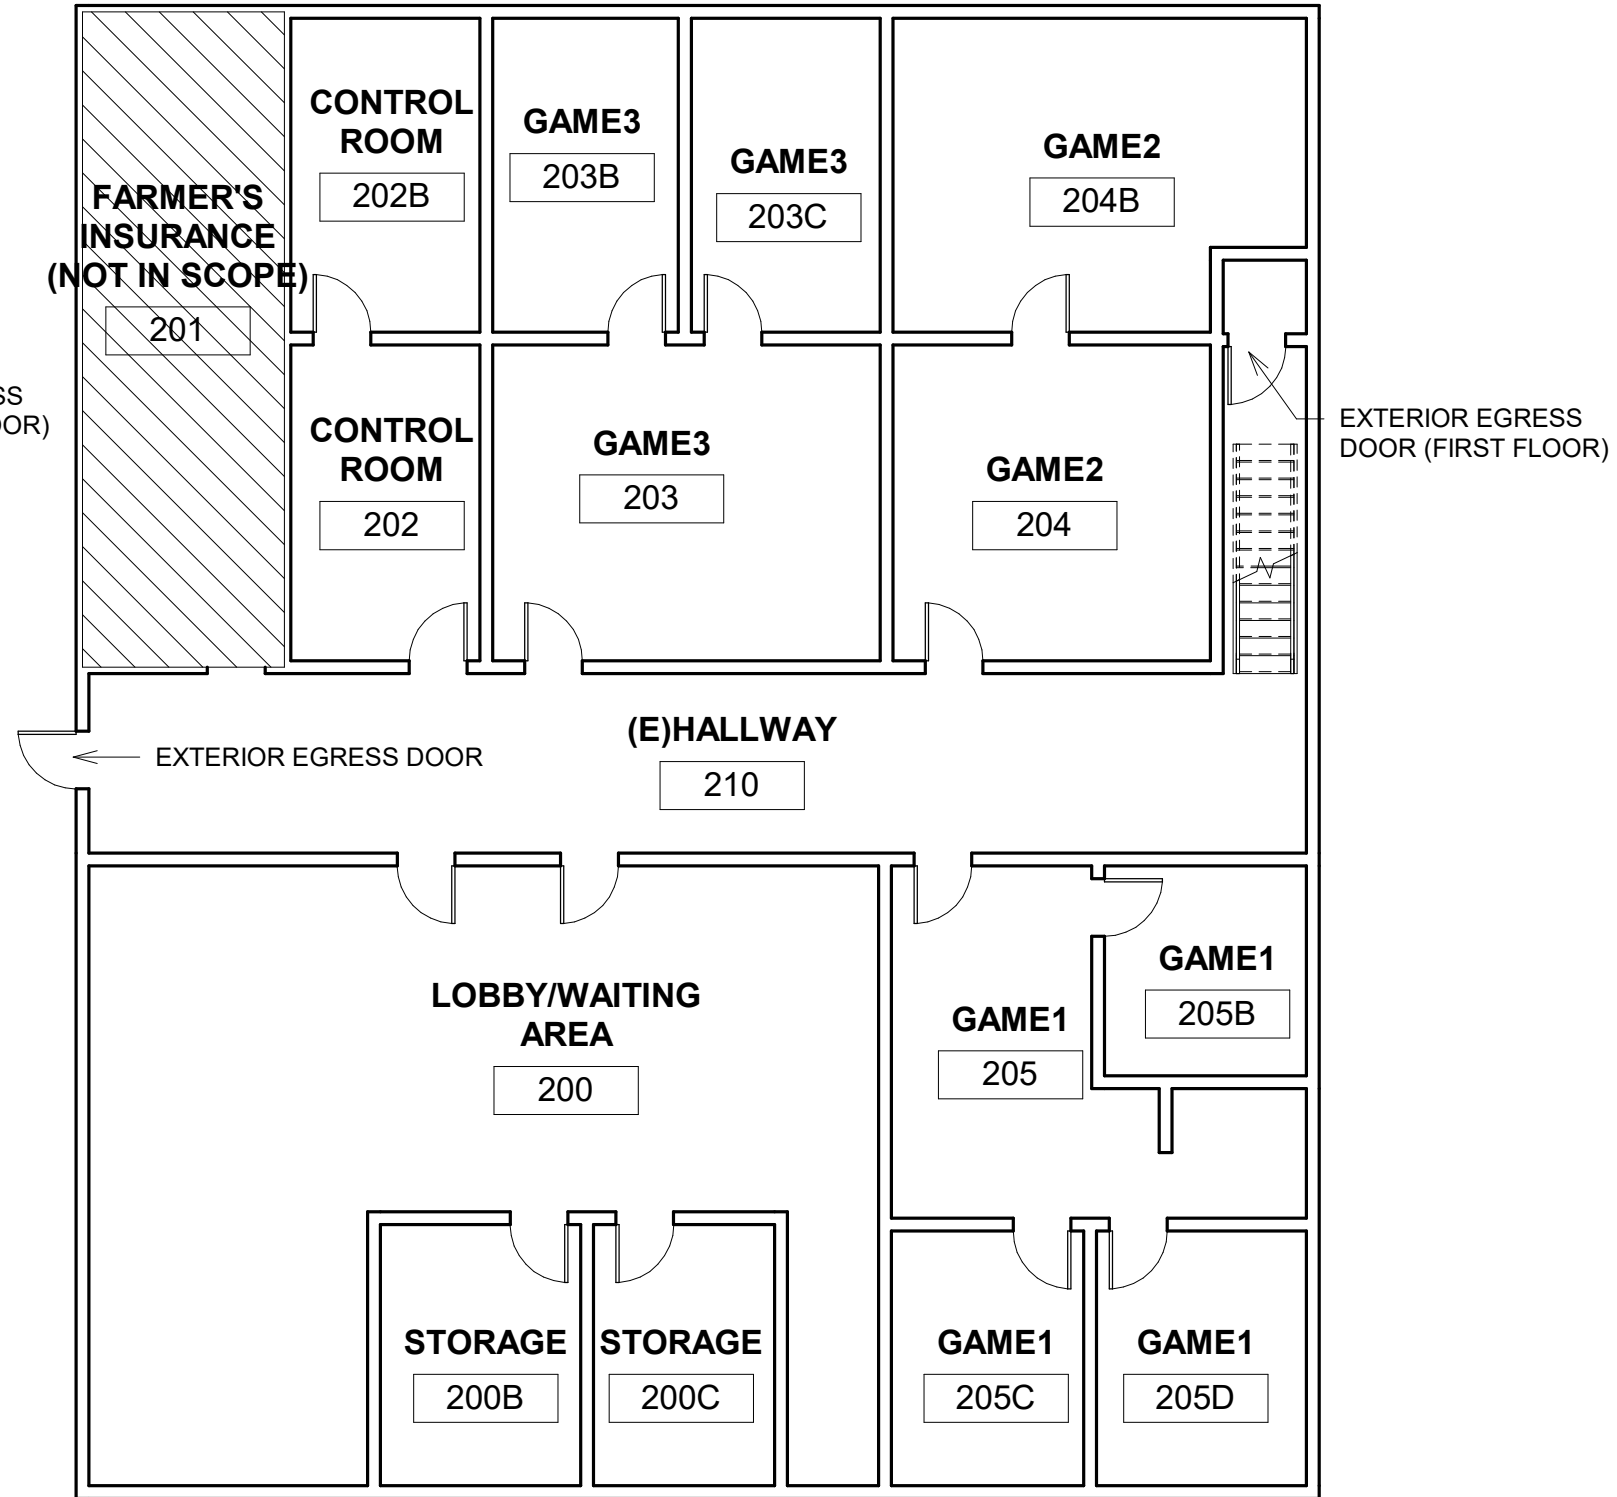 CONTROL
ROOM
202B
GAME3
203B
GAME3
203C
GAME2
204B
FARMER'S
INSURANCE
(NOT IN SCOPE)
201
SS
OOR)
CONTROL
ROOM
202
GAME3
203
GAME2
204
EXTERIOR EGRESS
DOOR (FIRST FLOOR)
(E)HALLWAY
210
EXTERIOR EGRESS DOOR
LOBBY/WAITING
AREA
200
GAME1
205
GAME1
205B
STORAGE
200B
STORAGE
200C
GAME1
205C
GAME1
205D